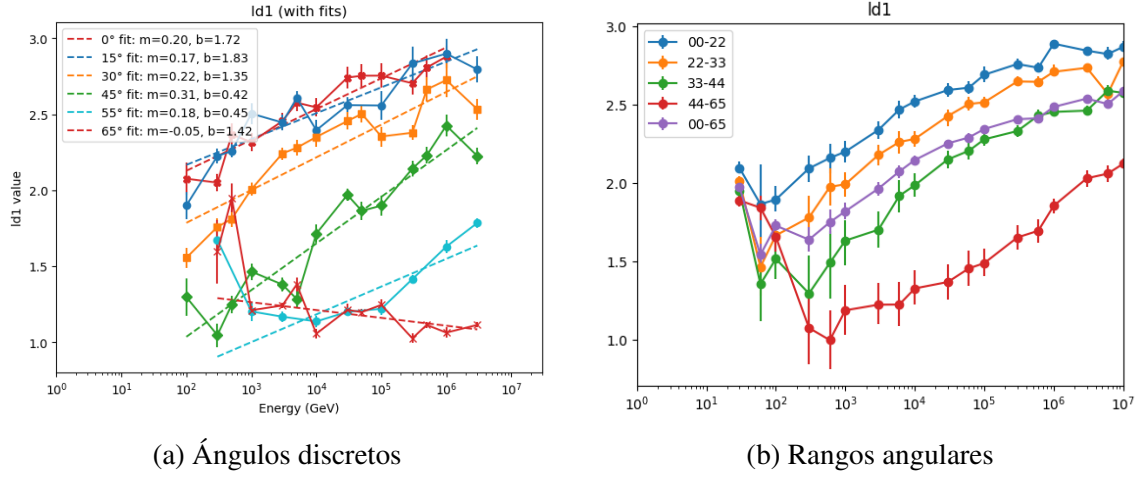 ld1 (with fits)
3.0
2.5
2.0
1.5
1.0
ld1 value
0° fit: m=0.20, b=1.72
15° fit: m=0.17, b=1.83
30° fit: m=0.22, b=1.35
45° fit: m=0.31, b=0.42
55° fit: m=0.18, b=0.45
65° fit: m=-0.05, b=1.42
10⁰ 10¹ 10² 10³ 10⁴ 10⁵ 10⁶ 10⁷
Energy (GeV)
(a) Ángulos discretos
ld1
3.0
2.5
2.0
1.5
1.0
00-22
22-33
33-44
44-65
00-65
10⁰ 10¹ 10² 10³ 10⁴ 10⁵ 10⁶ 10⁷
(b) Rangos angulares